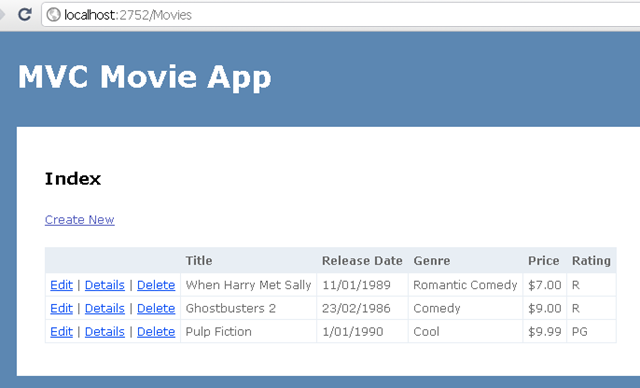 localhost:2752/Movies
MVC Movie App
Index
Create New
Title Release Date Genre Price Rating
Edit | Details | Delete When Harry Met Sally 11/01/1989 Romantic Comedy $7.00 R
Edit | Details | Delete Ghostbusters 2 23/02/1986 Comedy $9.00 R
Edit | Details | Delete Pulp Fiction 1/01/1990 Cool $9.99 PG